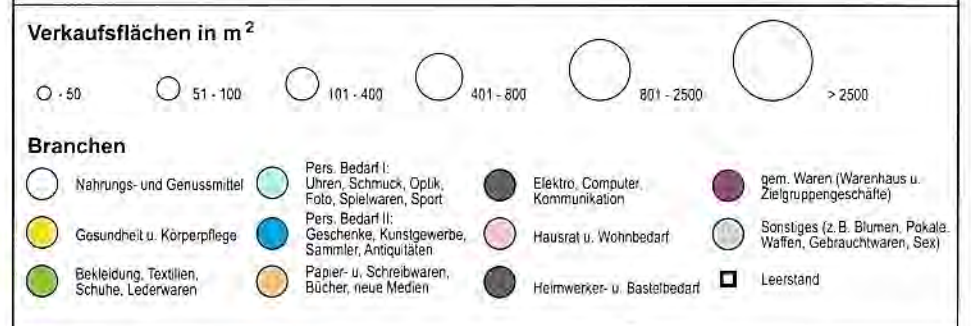 Verkaufsflächen in m²
- 50
51 - 100
101 - 400
401 - 800
801 - 2500
> 2500
Branchen
Nahrungs- und Genussmittel
Pers. Bedarf I:
Uhren, Schmuck, Optik,
Foto, Spielwaren, Sport
Elektro, Computer,
Kommunikation
gem. Waren (Warenhaus u.
Zielgruppengeschäfte)
Gesundheit u. Körperpflege
Pers. Bedarf II:
Geschenke, Kunstgewerbe,
Sammler, Antiquitäten
Hausrat u. Wohnbedarf
Sonstiges (z. B. Blumen, Pokale.
Waffen, Gebrauchtwaren, Sex)
Bekleidung, Textilien,
Schuhe, Lederwaren
Papier- u. Schreibwaren,
Bücher, neue Medien
Heimwerker- u. Bastelbedarf
Leerstand